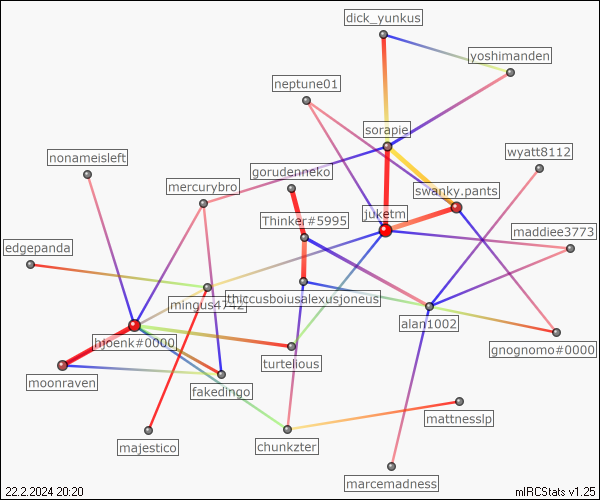 dick_yunkus
yoshimanden
neptune01
sorapie
wyatt8112
nonameisleft
gorudenneko
mercurybro
swanky.pants
juketm
Thinker#5995
maddiee3773
edgepanda
mingus4742
thiccusboiusalexusjoneus
alan1002
hjoenk#0000
gnognomo#0000
turtelious
moonraven
fakedingo
mattnesslp
majestico
chunkzter
marcemadness
22.2.2024 20:20
mIRCStats v1.25